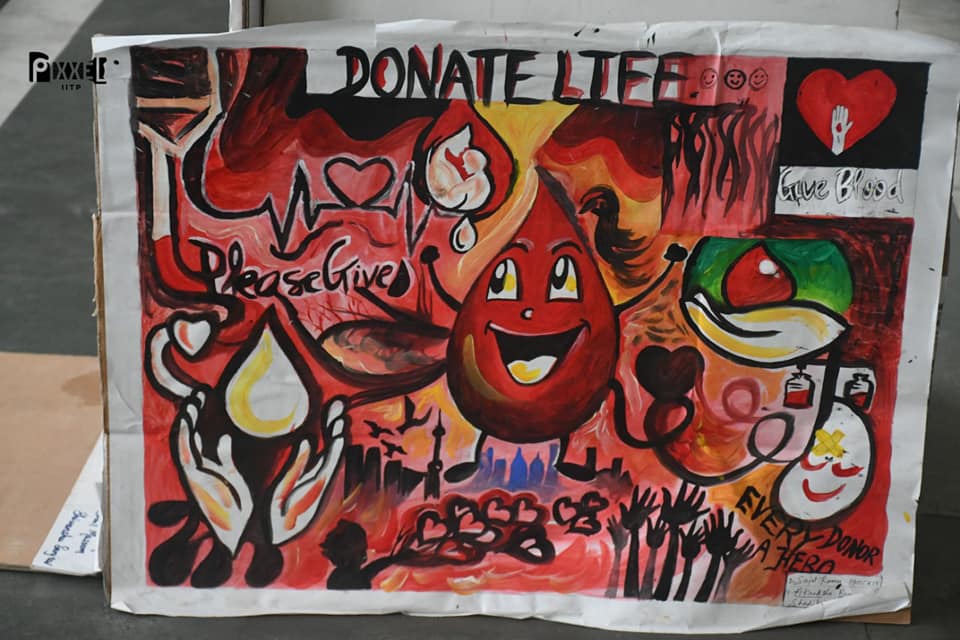 PIXXEL
IITP
DONATE LIFE
Give Blood
Please Give
EVERY DONOR
A HERO